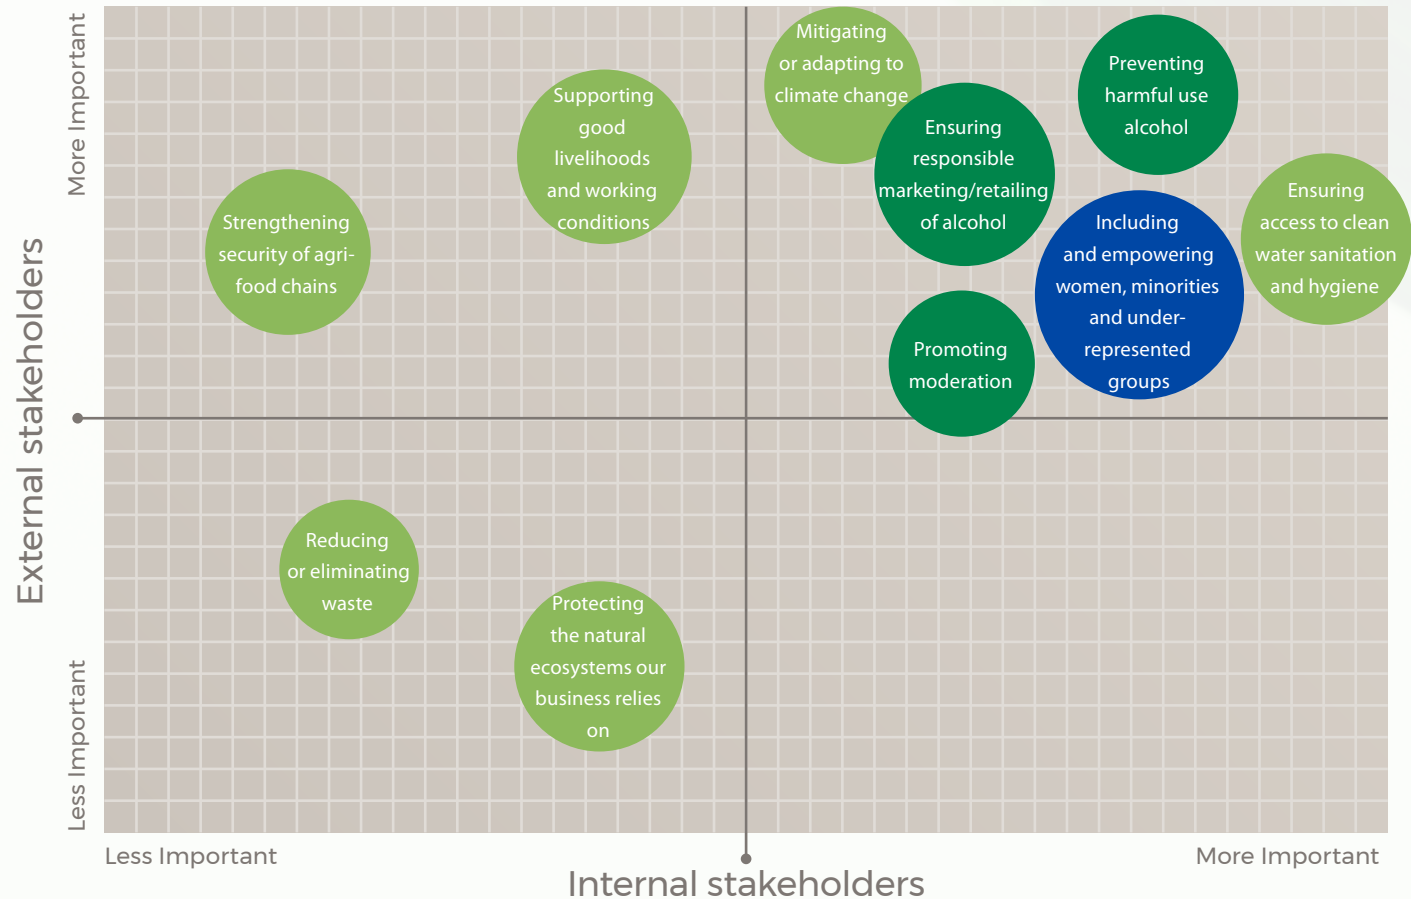 More Important
External stakeholders
Less Important
Mitigating
or adapting to
climate change
Preventing
harmful use
alcohol
Supporting
good
livelihoods
and working
conditions
Ensuring
responsible
marketing/retailing
of alcohol
Strengthening
security of agri-
food chains
Including
and empowering
women, minorities
and under-
represented
groups
Ensuring
access to clean
water sanitation
and hygiene
Promoting
moderation
Reducing
or eliminating
waste
Protecting
the natural
ecosystems our
business relies
on
Less Important
More Important
Internal stakeholders